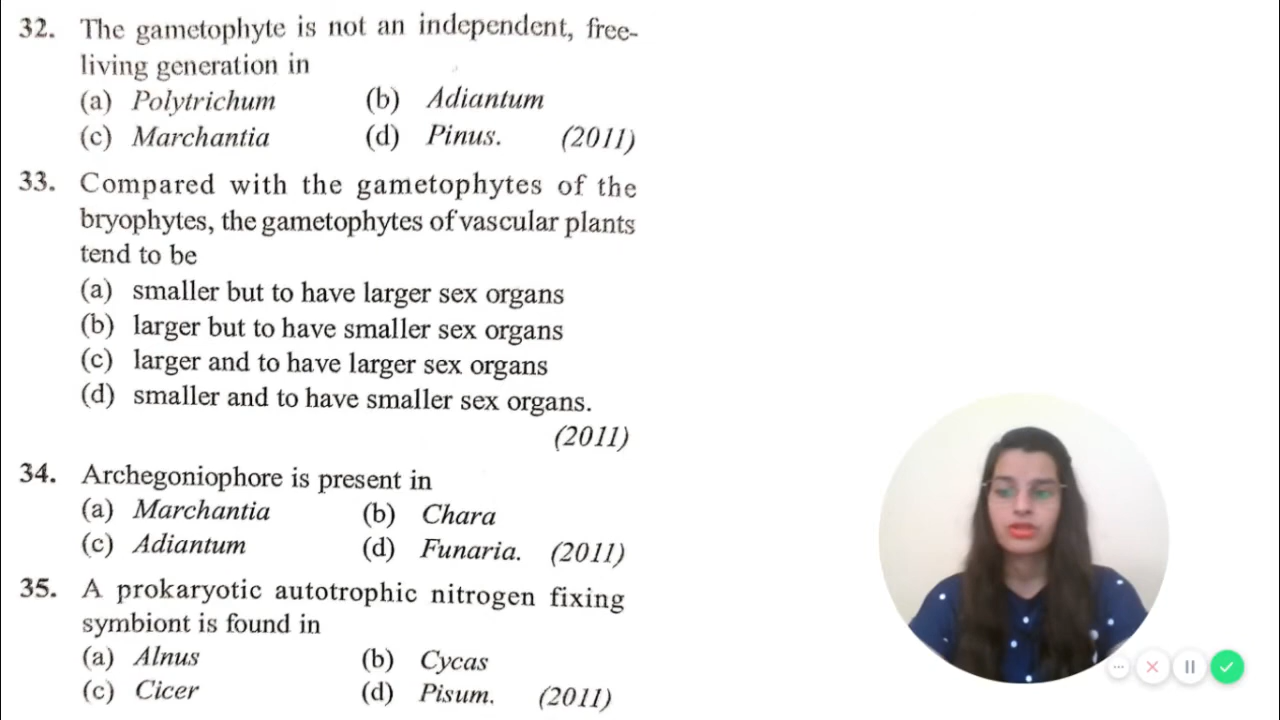 32. The gametophyte is not an independent, free-
living generation in
(a) Polytrichum (b) Adiantum
(c) Marchantia (d) Pinus. (2011)
33. Compared with the gametophytes of the
bryophytes, the gametophytes of vascular plants
tend to be
(a) smaller but to have larger sex organs
(b) larger but to have smaller sex organs
(c) larger and to have larger sex organs
(d) smaller and to have smaller sex organs.
(2011)
34. Archegoniophore is present in
(a) Marchantia (b) Chara
(c) Adiantum (d) Funaria. (2011)
35. A prokaryotic autotrophic nitrogen fixing
symbiont is found in
(a) Alnus (b) Cycas
(c) Cicer (d) Pisum. (2011)